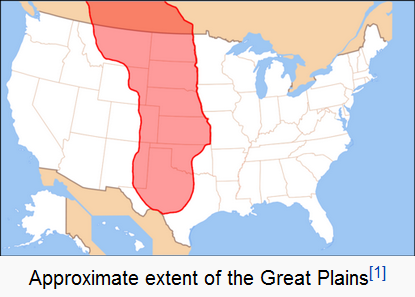 Approximate extent of the Great Plains[1]